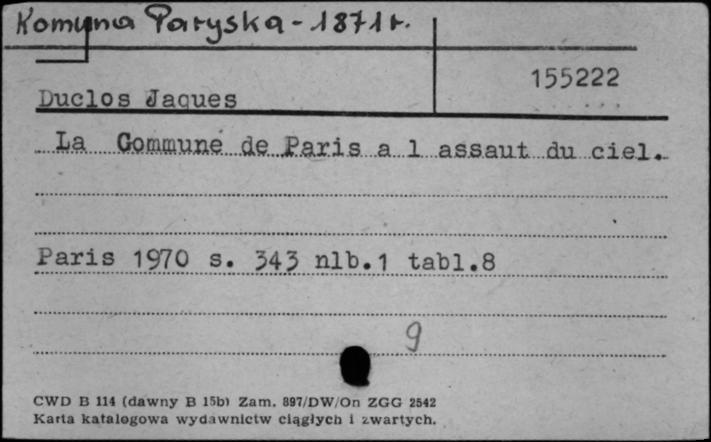 Komuna Paryska - 1871 r.
155222
Duclos Jaques
La Commune de Paris a l assaut du ciel.
Paris 1970 s. 343 nlb.1 tabl.8
9
CWD B 114 (dawny B 15b) Zam. 897/DW/On ZGG 2542
Karta katalogowa wydawnictw ciągłych i zwartych.